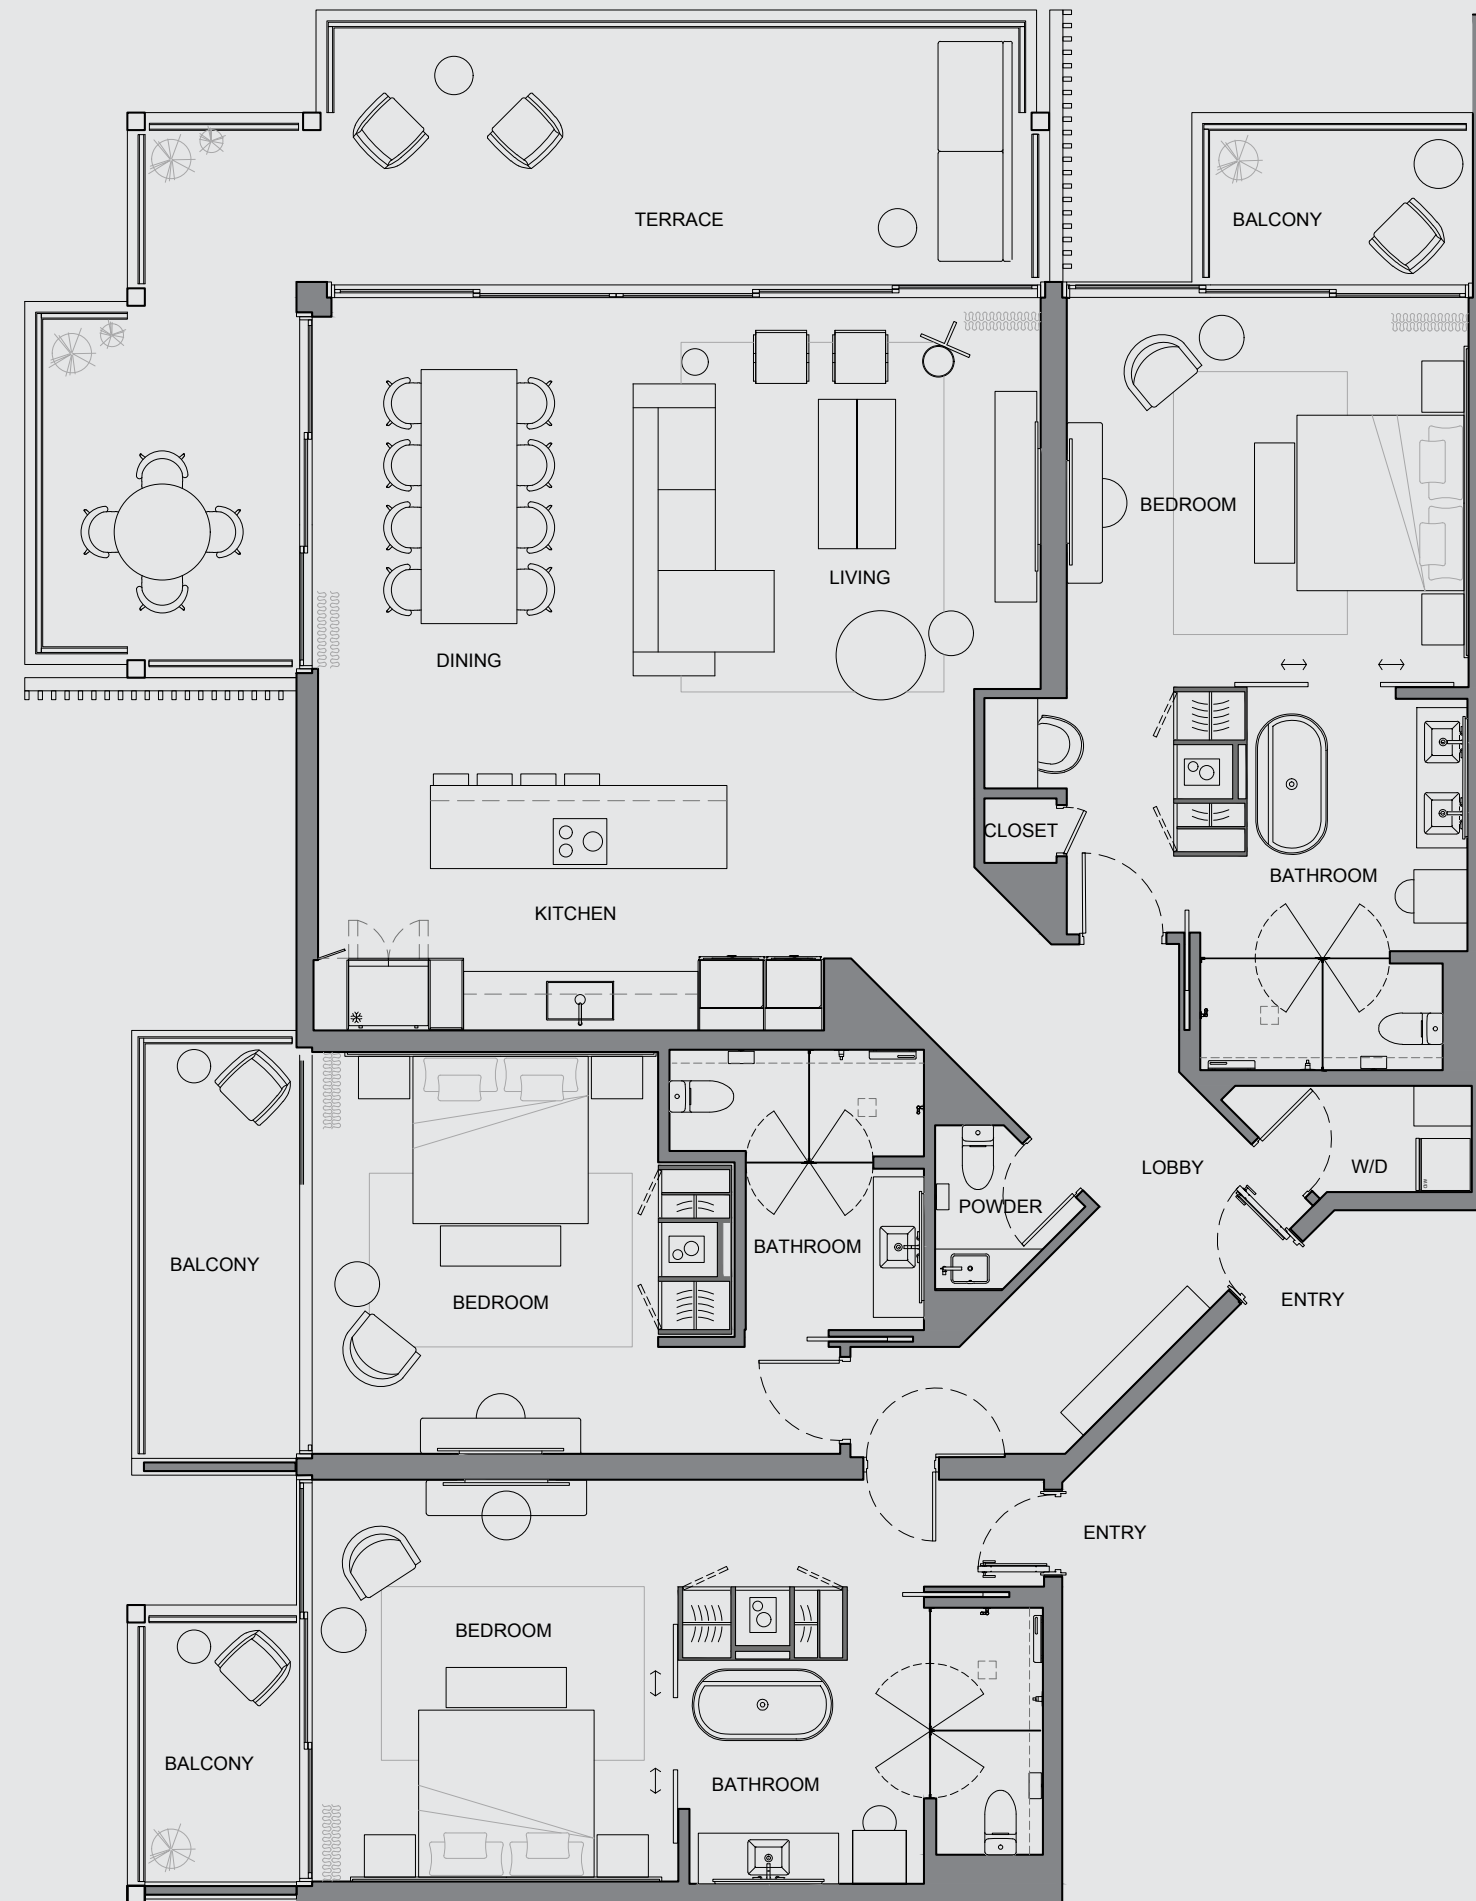 TERRACE
BALCONY
BEDROOM
LIVING
DINING
CLOSET
BATHROOM
KITCHEN
LOBBY
W/D
POWDER
BATHROOM
BALCONY
BEDROOM
ENTRY
ENTRY
BEDROOM
BALCONY
BATHROOM